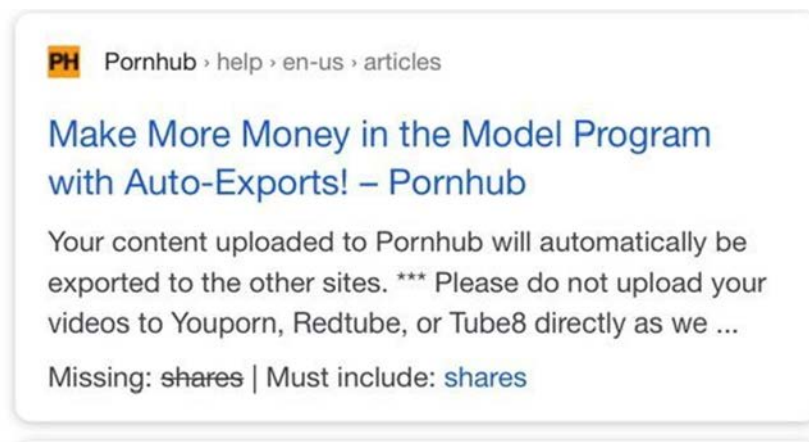 PH Pornhub › help › en-us › articles
Make More Money in the Model Program
with Auto-Exports! – Pornhub
Your content uploaded to Pornhub will automatically be
exported to the other sites. *** Please do not upload your
videos to Youporn, Redtube, or Tube8 directly as we ...
Missing: shares | Must include: shares